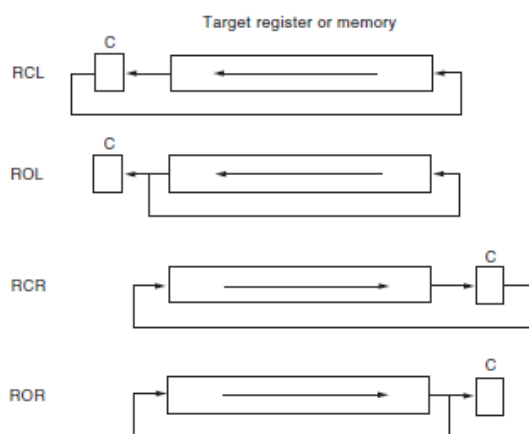 Target register or memory
C
RCL
C
ROL
C
RCR
C
ROR